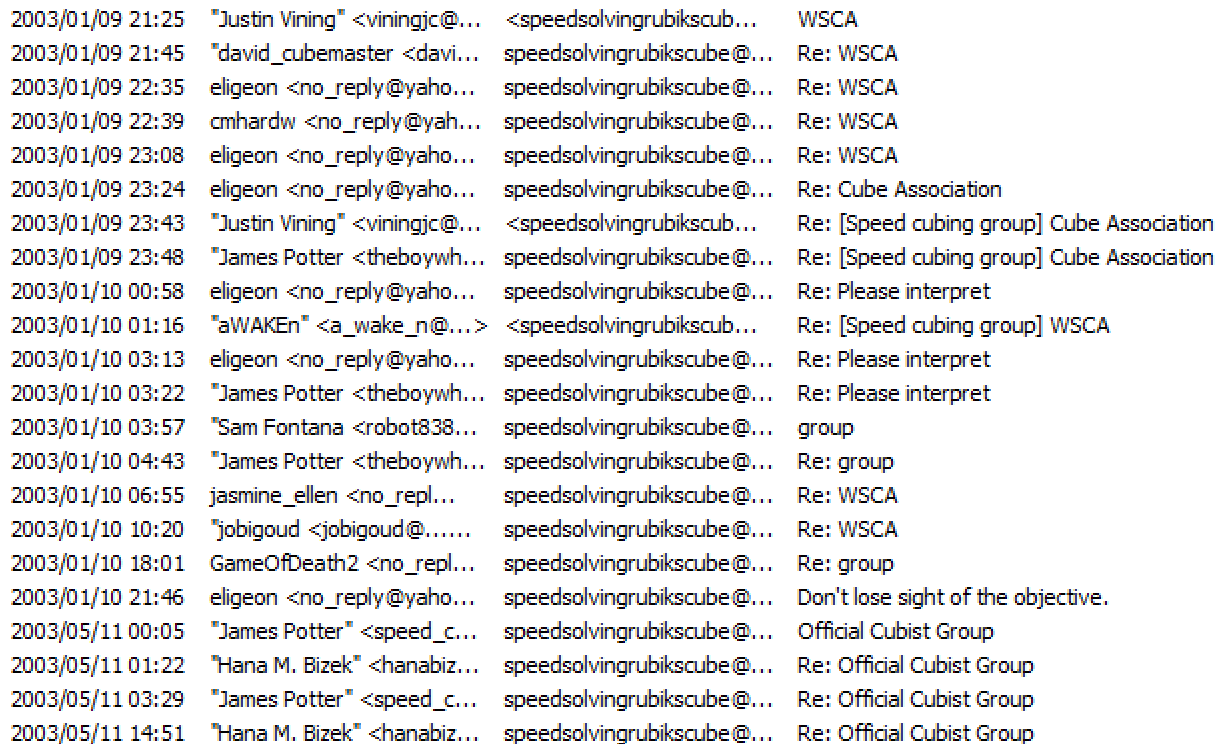 2003/01/09 21:25 "Justin Vining" <viningjc@... <speedsolvingrubikscub... WSCA
2003/01/09 21:45 "david_cubemaster <davi... speedsolvingrubikscube@... Re: WSCA
2003/01/09 22:35 eligeon <no_reply@yaho... speedsolvingrubikscube@... Re: WSCA
2003/01/09 22:39 cmhardw <no_reply@yah... speedsolvingrubikscube@... Re: WSCA
2003/01/09 23:08 eligeon <no_reply@yaho... speedsolvingrubikscube@... Re: WSCA
2003/01/09 23:24 eligeon <no_reply@yaho... speedsolvingrubikscube@... Re: Cube Association
2003/01/09 23:43 "Justin Vining" <viningjc@... <speedsolvingrubikscub... Re: [Speed cubing group] Cube Association
2003/01/09 23:48 "James Potter <theboywh... speedsolvingrubikscube@... Re: [Speed cubing group] Cube Association
2003/01/10 00:58 eligeon <no_reply@yaho... speedsolvingrubikscube@... Re: Please interpret
2003/01/10 01:16 "aWAKEn" <a_wake_n@...> <speedsolvingrubikscub... Re: [Speed cubing group] WSCA
2003/01/10 03:13 eligeon <no_reply@yaho... speedsolvingrubikscube@... Re: Please interpret
2003/01/10 03:22 "James Potter <theboywh... speedsolvingrubikscube@... Re: Please interpret
2003/01/10 03:57 "Sam Fontana <robot838... speedsolvingrubikscube@... group
2003/01/10 04:43 "James Potter <theboywh... speedsolvingrubikscube@... Re: group
2003/01/10 06:55 jasmine_ellen <no_repl... speedsolvingrubikscube@... Re: WSCA
2003/01/10 10:20 "jobigoud <jobigoud@...... speedsolvingrubikscube@... Re: WSCA
2003/01/10 18:01 GameOfDeath2 <no_repl... speedsolvingrubikscube@... Re: group
2003/01/10 21:46 eligeon <no_reply@yaho... speedsolvingrubikscube@... Don't lose sight of the objective.
2003/05/11 00:05 "James Potter" <speed_c... speedsolvingrubikscube@... Official Cubist Group
2003/05/11 01:22 "Hana M. Bizek" <hanabiz... speedsolvingrubikscube@... Re: Official Cubist Group
2003/05/11 03:29 "James Potter" <speed_c... speedsolvingrubikscube@... Re: Official Cubist Group
2003/05/11 14:51 "Hana M. Bizek" <hanabiz... speedsolvingrubikscube@... Re: Official Cubist Group